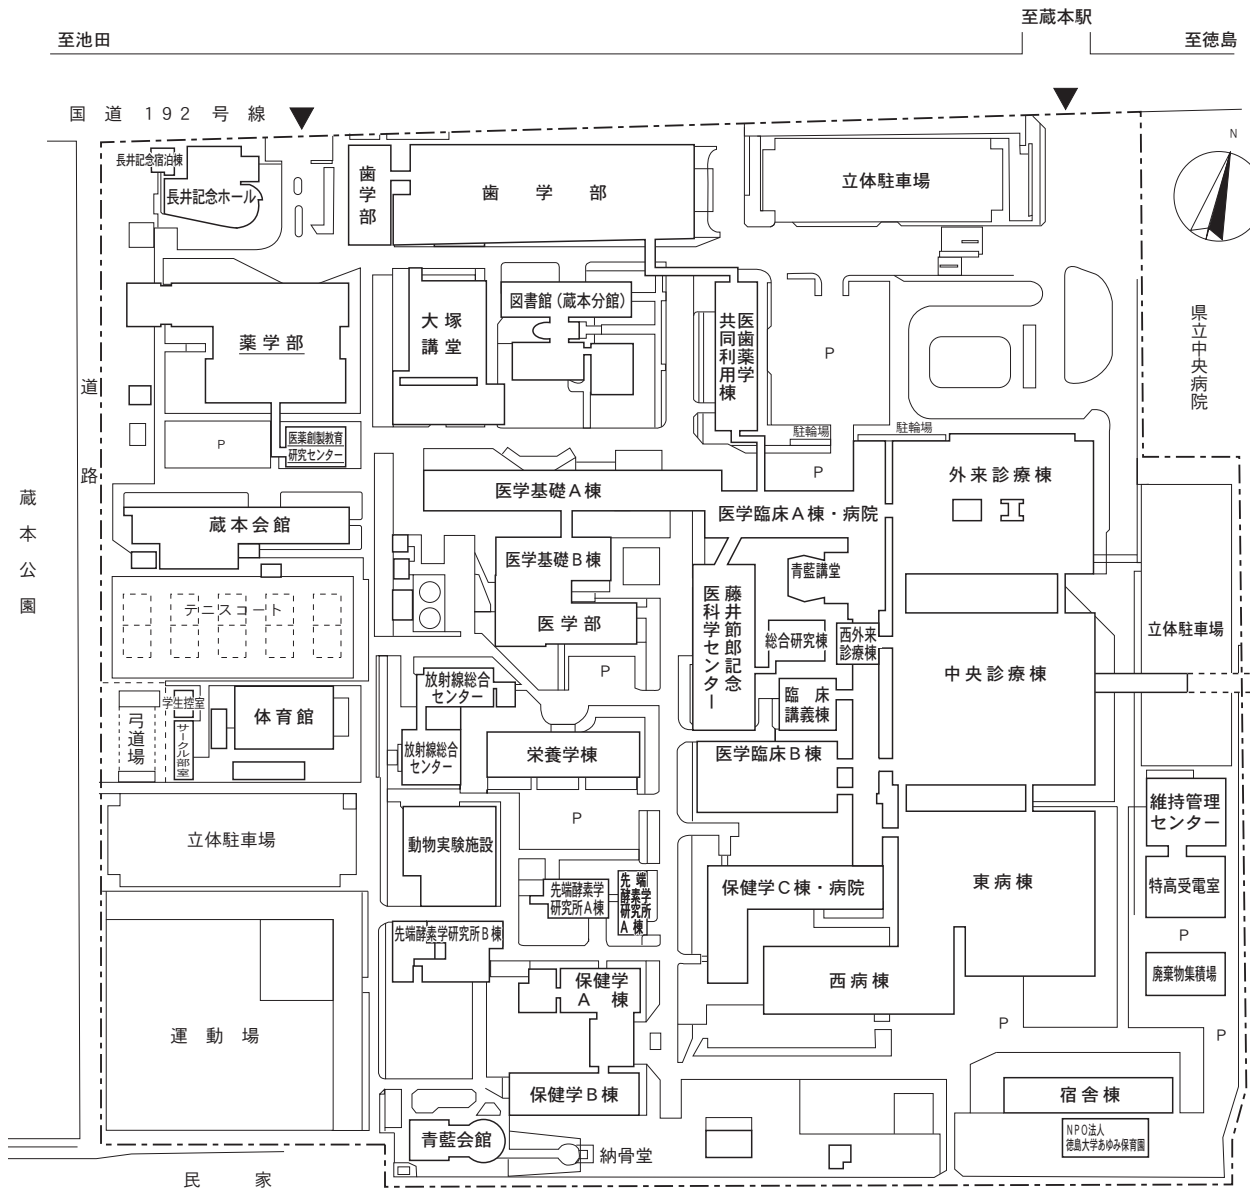 至蔵本駅
至池田
至徳島
国道192号線
N
長井記念宿泊棟
長井記念ホール
歯学部
歯学部
立体駐車場
県立中央病院
薬学部
大塚
講堂
図書館(蔵本分館)
医歯薬学
共同利用棟
P
道路
P
医薬創製教育
研究センター
駐輪場
駐輪場
P
外来診療棟
蔵本公園
医学基礎A棟
医学臨床A棟・病院
蔵本会館
医学基礎B棟
青藍講堂
藤井節郎記念
医科学センター
テニスコート
医学部
総合研究棟
西外来
診療棟
立体駐車場
中央診療棟
P
放射線総合
センター
臨床
講義棟
学生控室
弓道場
サークル部室
体育館
放射線総合
センター
栄養学棟
医学臨床B棟
維持管理
センター
立体駐車場
P
動物実験施設
先端酵素学
研究所A棟
先端
酵素学
研究所
A棟
保健学C棟・病院
東病棟
特高受電室
先端酵素学研究所B棟
P
保健学
A棟
西病棟
廃棄物集積場
運動場
P
P
保健学B棟
宿舎棟
青藍会館
納骨堂
NPO法人
徳島大学あゆみ保育園
民家